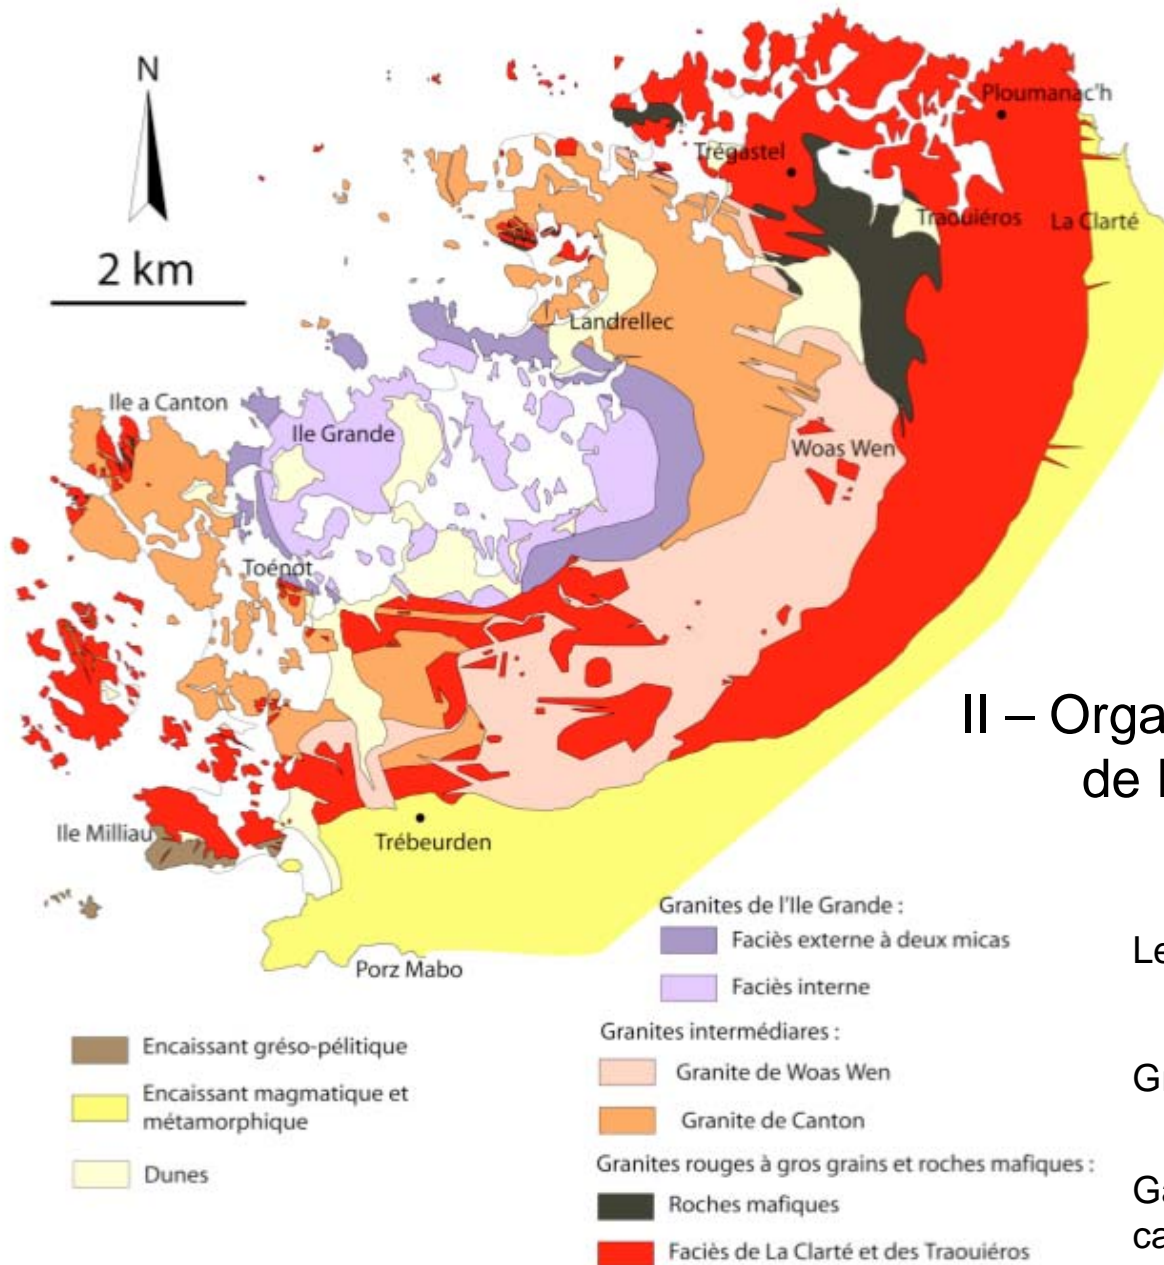 N
2 km
Ploumanac'h
Trégastel
Traouiéros
La Clarté
Landrellec
Ile a Canton
Ile Grande
Woas Wen
Toénot
II – Orga
de l
Ile Milliau
Trébeurden
Porz Mabo
Granites de l'Ile Grande :
Faciès externe à deux micas
Faciès interne
Le
Encaissant gréso-pélitique
Encaissant magmatique et
métamorphique
Dunes
Granites intermédiares :
Granite de Woas Wen
Granite de Canton
Granites rouges à gros grains et roches mafiques :
Roches mafiques
Faciès de La Clarté et des Traouiéros
Ga
ca